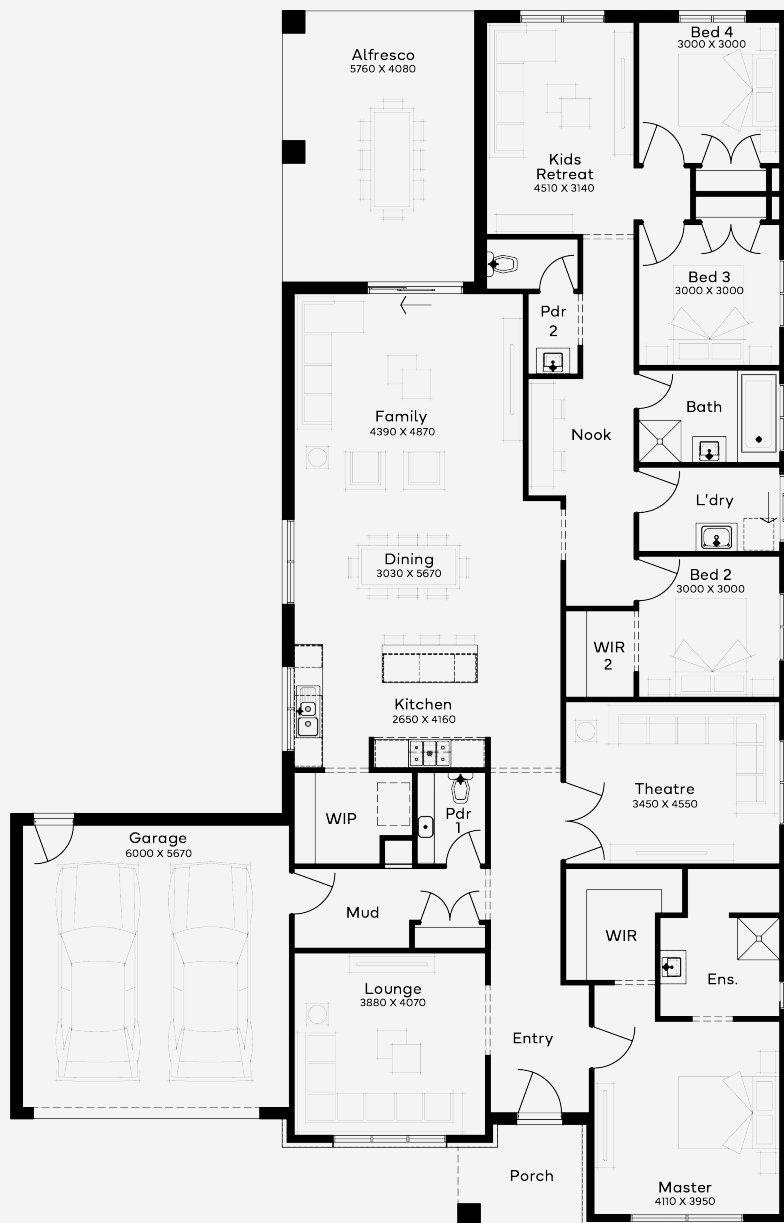 Alfresco
5760 X 4080
Bed 4
3000 X 3000
Kids
Retreat
4510 X 3140
Bed 3
3000 X 3000
Pdr
2
Family
4390 X 4870
Nook
Bath
L'dry
Dining
3030 X 5670
Bed 2
3000 X 3000
WIR
2
Kitchen
2650 X 4160
Theatre
3450 X 4550
WIP
Pdr
1
Garage
6000 X 5670
Mud
WIR
Ens.
Lounge
3880 X 4070
Entry
Porch
Master
4110 X 3950